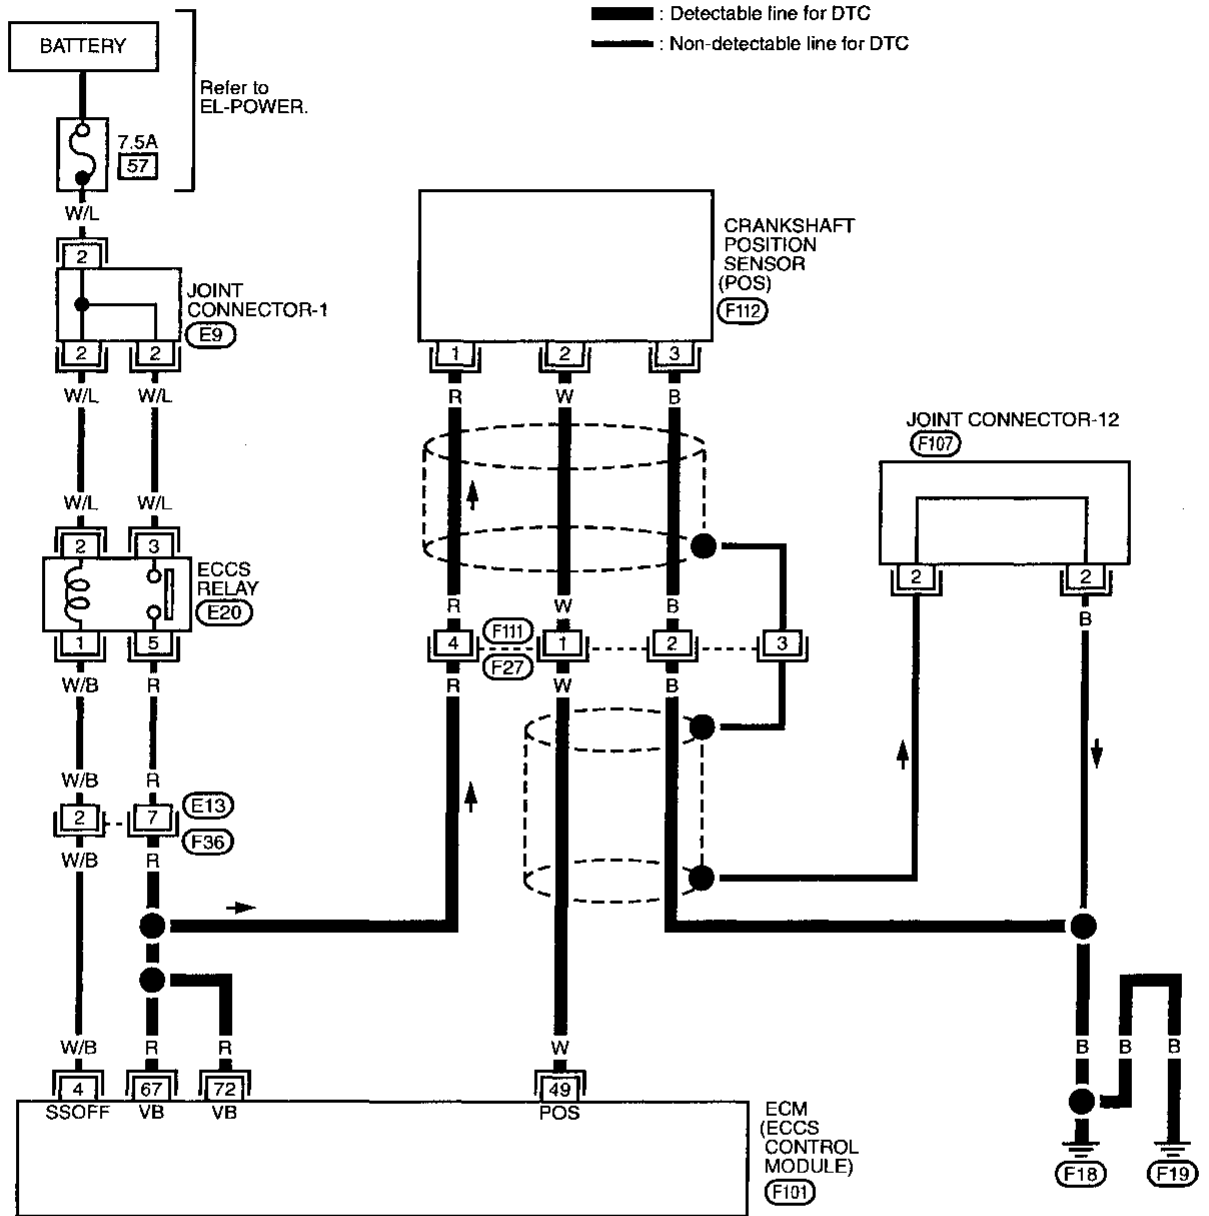 : Detectable line for DTC
: Non-detectable line for DTC
BATTERY
Refer to
EL-POWER.
7.5A
57
W/L
2
JOINT
CONNECTOR-1
E9
2 2
W/L W/L
W/L W/L
2 3
ECCS
RELAY
E20
1 5
W/B R
W/B R
2 7
E13
F36
W/B R
CRANKSHAFT
POSITION
SENSOR
(POS)
F112
1 2 3
R W B
R W B
4 F111 1 2 3
F27
R W B
JOINT CONNECTOR-12
F107
2 2
B
W/B R R W B B B
4 67 72 49
SSOFF VB VB POS
ECM
(ECCS
CONTROL
MODULE)
F101
F18 F19